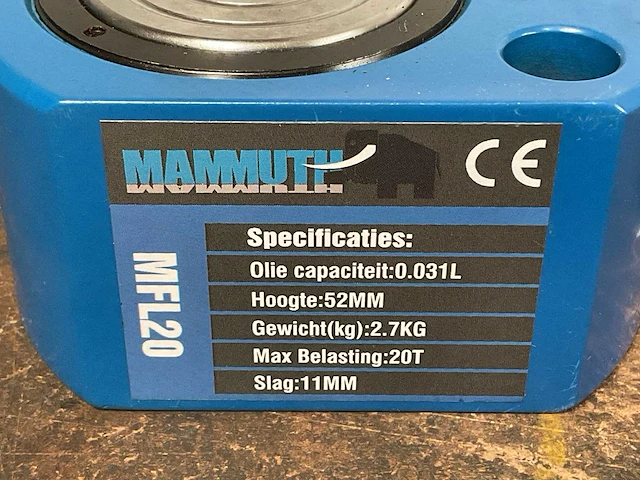 MAMMUTH
CE
MFL20
Specificaties:
Olie capaciteit:0.031L
Hoogte:52MM
Gewicht(kg):2.7KG
Max Belasting:20T
Slag:11MM